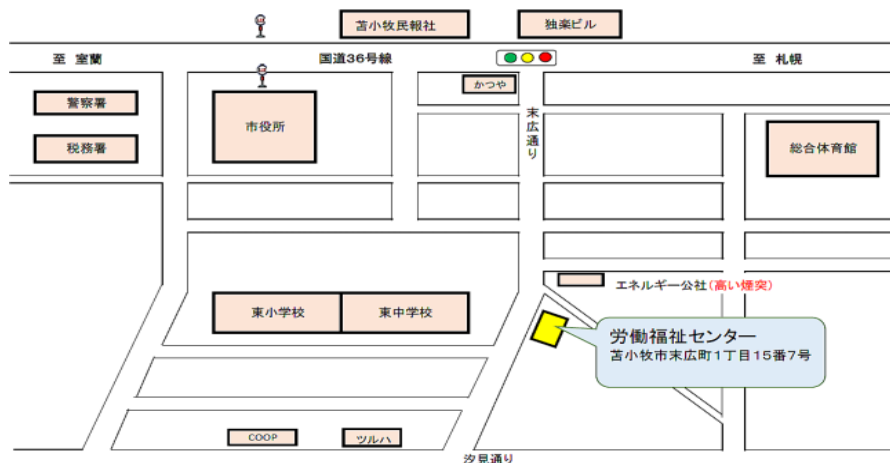 苫小牧民報社
独楽ビル
至 室蘭
国道36号線
至 札幌
かつや
警察署
市役所
末広通り
税務署
総合体育館
エネルギー公社(高い煙突)
東小学校
東中学校
労働福祉センター
苫小牧市末広町1丁目15番7号
COOP
ツルハ
汐見通り